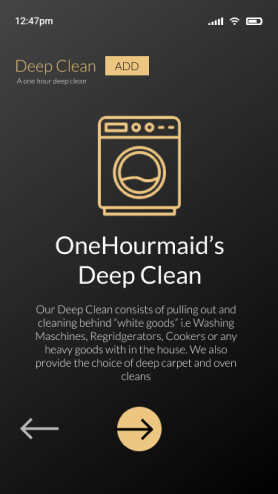 12:47pm
Deep Clean ADD
A one hour deep clean
OneHourmaid's
Deep Clean
Our Deep Clean consists of pulling out and
cleaning behind "white goods" i.e Washing
Maschines, Regridgerators, Cookers or any
heavy goods with in the house. We also
provide the choice of deep carpet and oven
cleans